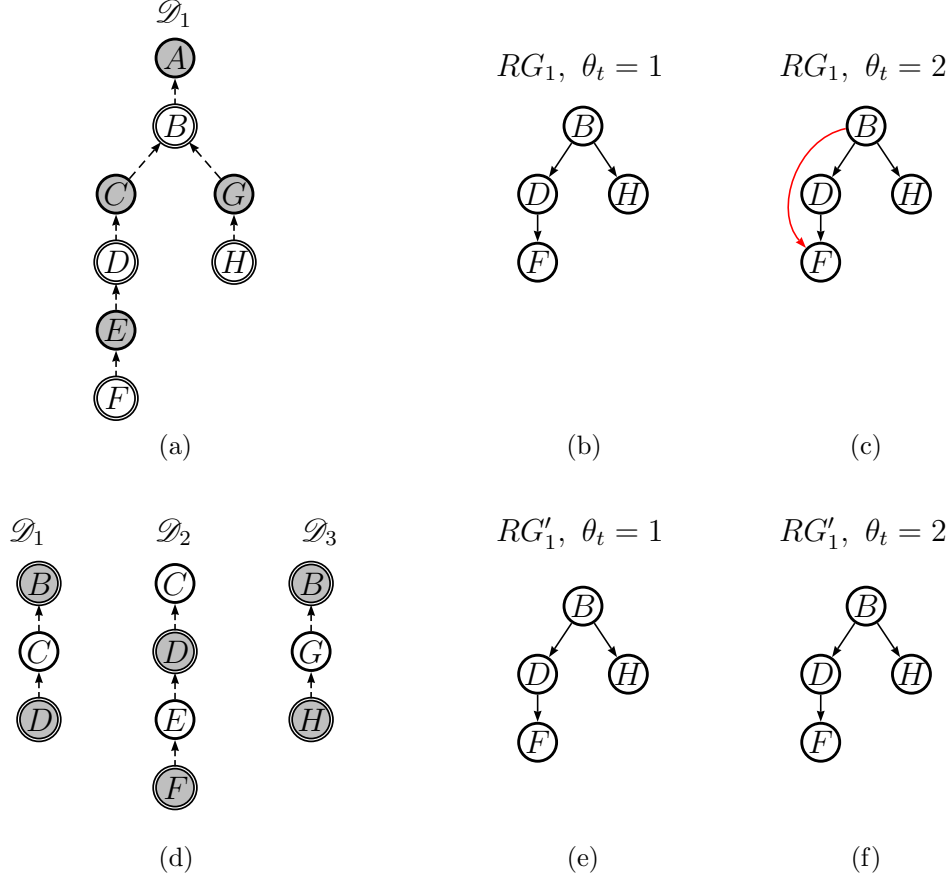 𝒟₁
A
B
C G
D H
E
F
(a)
RG₁, θₜ = 1
B
D H
F
(b)
RG₁, θₜ = 2
B
D H
F
(c)
𝒟₁ 𝒟₂ 𝒟₃
B C B
C D G
D E H
F
(d)
RG′₁, θₜ = 1
B
D H
F
(e)
RG′₁, θₜ = 2
B
D H
F
(f)